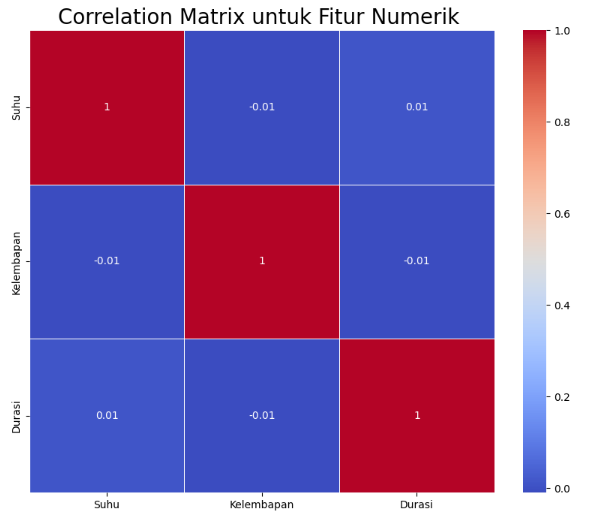 Correlation Matrix untuk Fitur Numerik
Suhu
1
-0.01
0.01
Kelembapan
-0.01
1
-0.01
Durasi
0.01
-0.01
1
Suhu
Kelembapan
Durasi
1.0
0.8
0.6
0.4
0.2
0.0